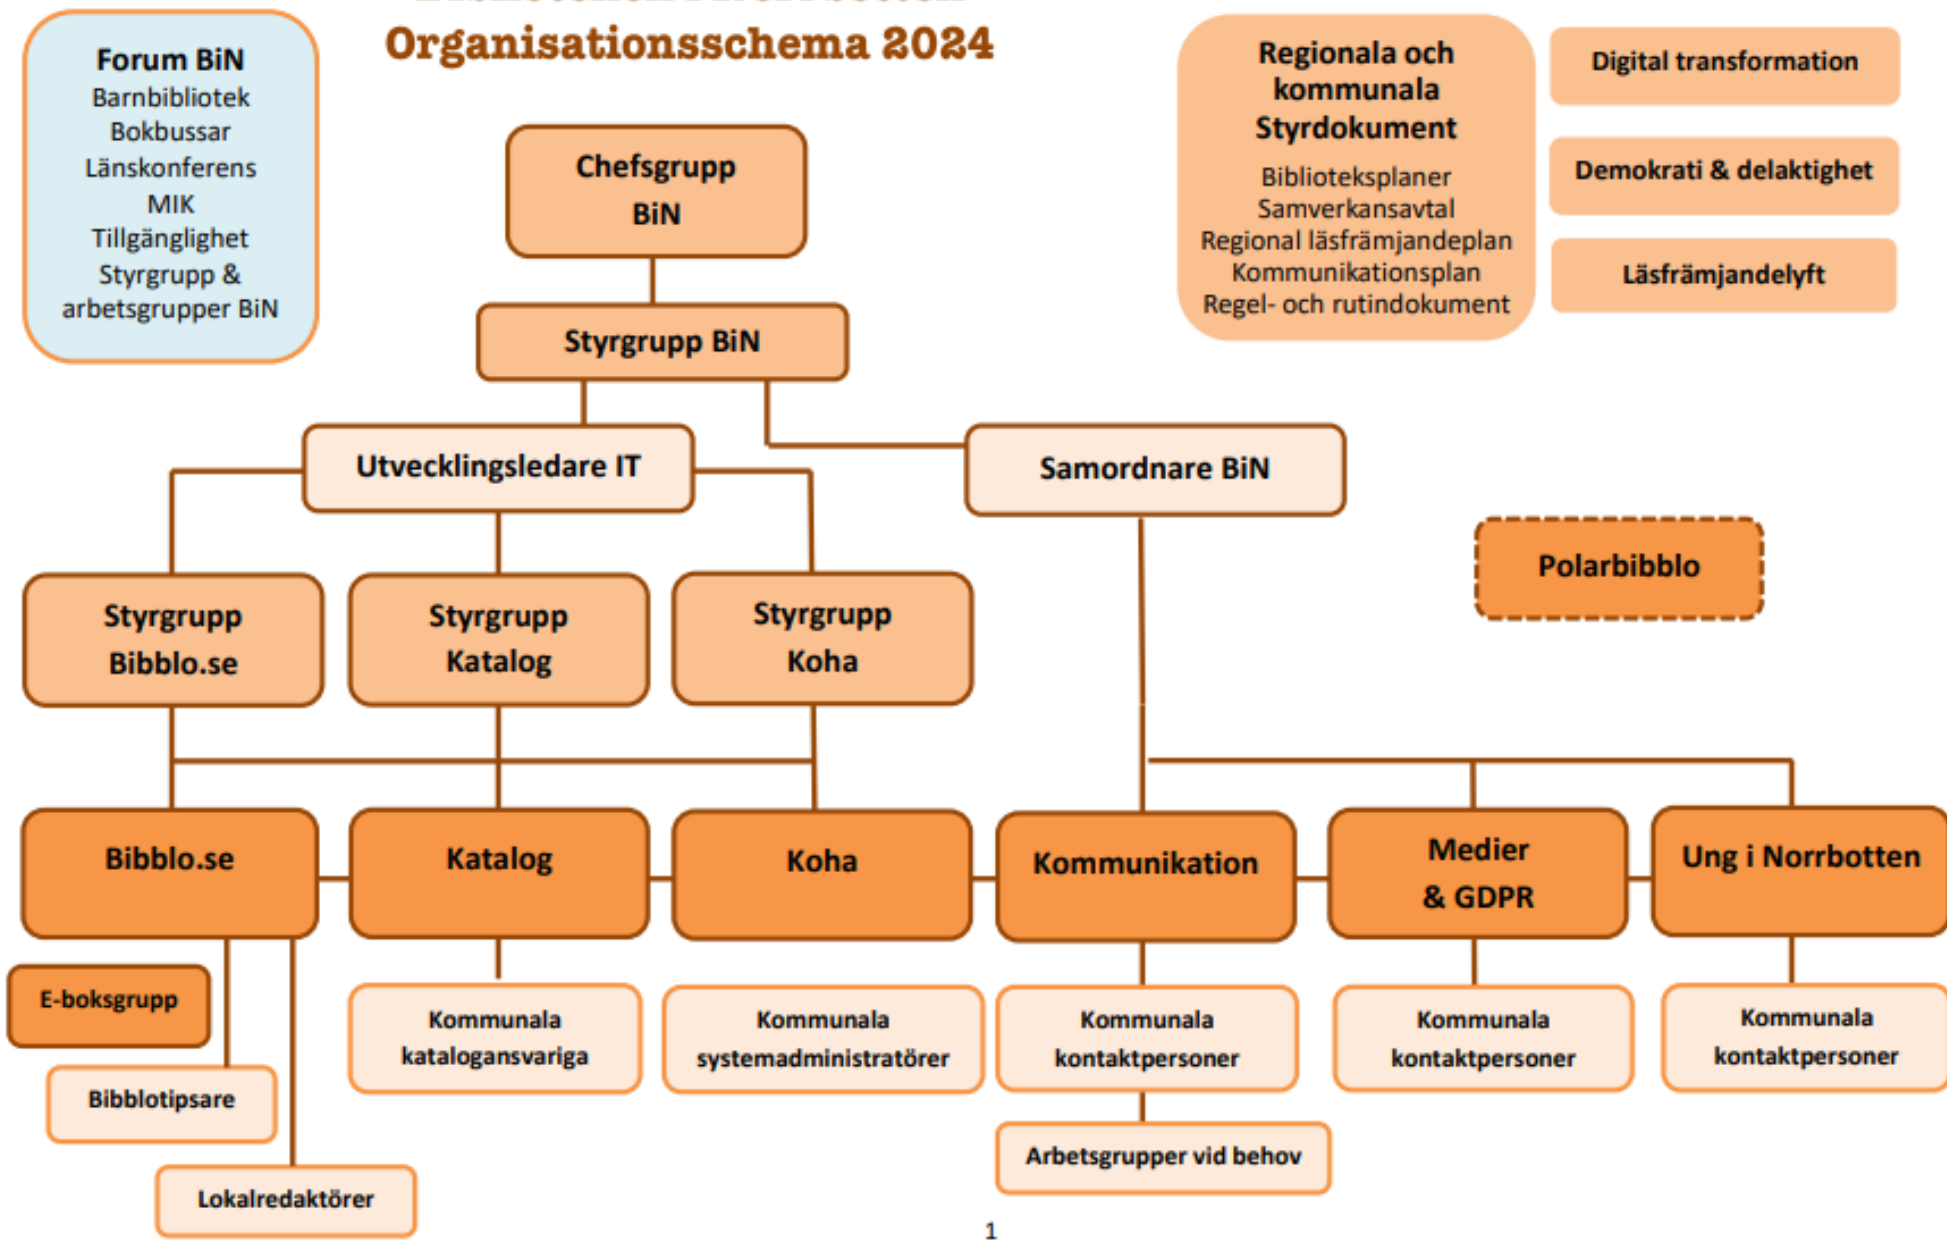 Organisationsschema 2024
Forum BiN
Barnbibliotek
Bokbussar
Länskonferens
MIK
Tillgänglighet
Styrgrupp &
arbetsgrupper BiN
Regionala och
kommunala
Styrdokument
Biblioteksplaner
Samverkansavtal
Regional läsfrämjandeplan
Kommunikationsplan
Regel- och rutindokument
Digital transformation
Demokrati & delaktighet
Läsfrämjandelyft
Chefsgrupp
BiN
Styrgrupp BiN
Utvecklingsledare IT
Samordnare BiN
Polarbibblo
Styrgrupp
Bibblo.se
Styrgrupp
Katalog
Styrgrupp
Koha
Bibblo.se
Katalog
Koha
Kommunikation
Medier
& GDPR
Ung i Norrbotten
E-boksgrupp
Kommunala
katalogansvariga
Kommunala
systemadministratörer
Kommunala
kontaktpersoner
Kommunala
kontaktpersoner
Kommunala
kontaktpersoner
Bibblotipsare
Arbetsgrupper vid behov
Lokalredaktörer
1